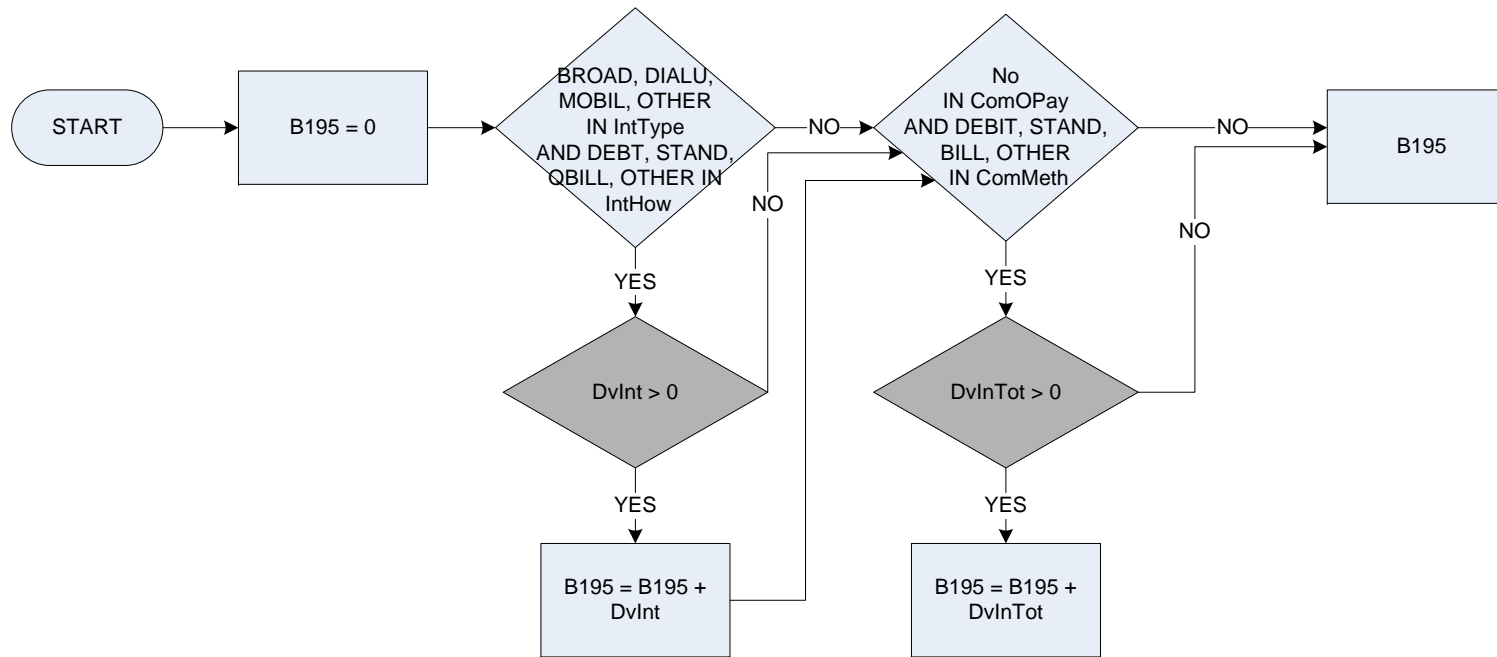 START
B195 = 0
BROAD, DIALU,
MOBIL, OTHER
IN IntType
AND DEBT, STAND,
QBILL, OTHER IN
IntHow
NO
No
IN ComOPay
AND DEBIT, STAND,
BILL, OTHER
IN ComMeth
NO
B195
NO
NO
YES
YES
DvInt > 0
DvInTot > 0
YES
YES
B195 = B195 +
DvInt
B195 = B195 +
DvInTot